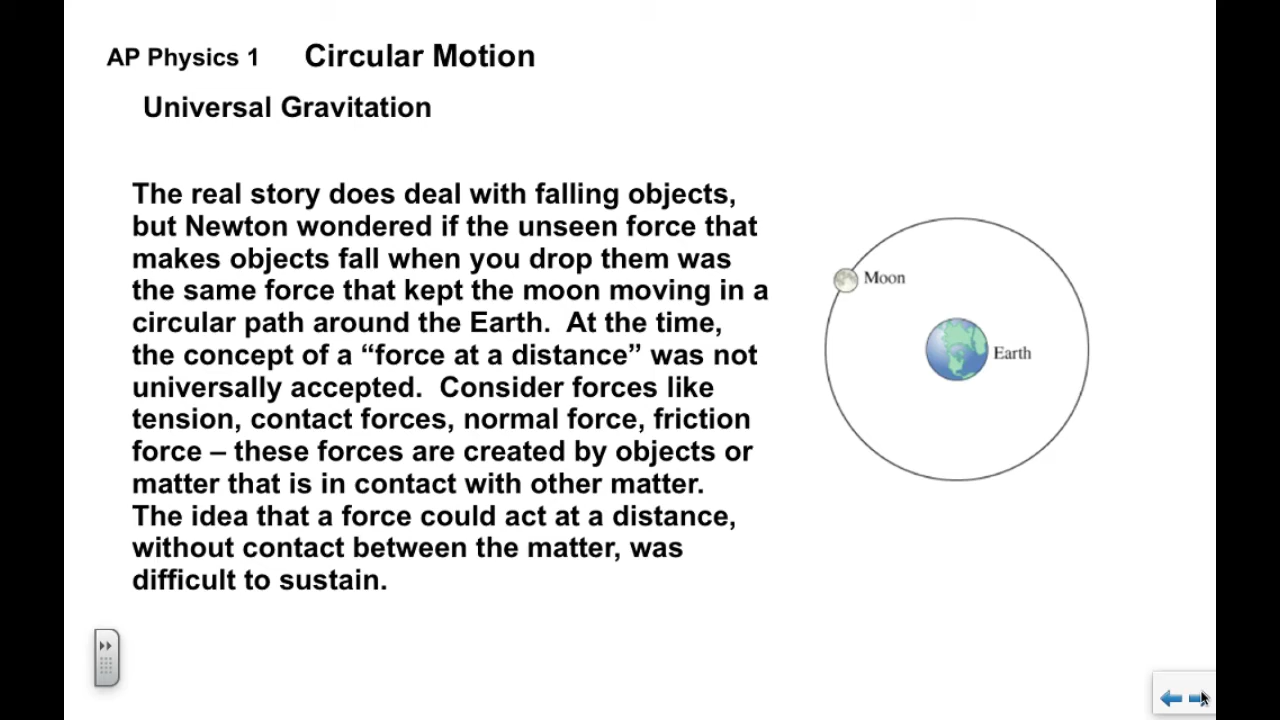 AP Physics 1 Circular Motion
Universal Gravitation
The real story does deal with falling objects,
but Newton wondered if the unseen force that
makes objects fall when you drop them was
the same force that kept the moon moving in a
circular path around the Earth.  At the time,
the concept of a “force at a distance” was not
universally accepted.  Consider forces like
tension, contact forces, normal force, friction
force – these forces are created by objects or
matter that is in contact with other matter.
The idea that a force could act at a distance,
without contact between the matter, was
difficult to sustain.
Moon
Earth